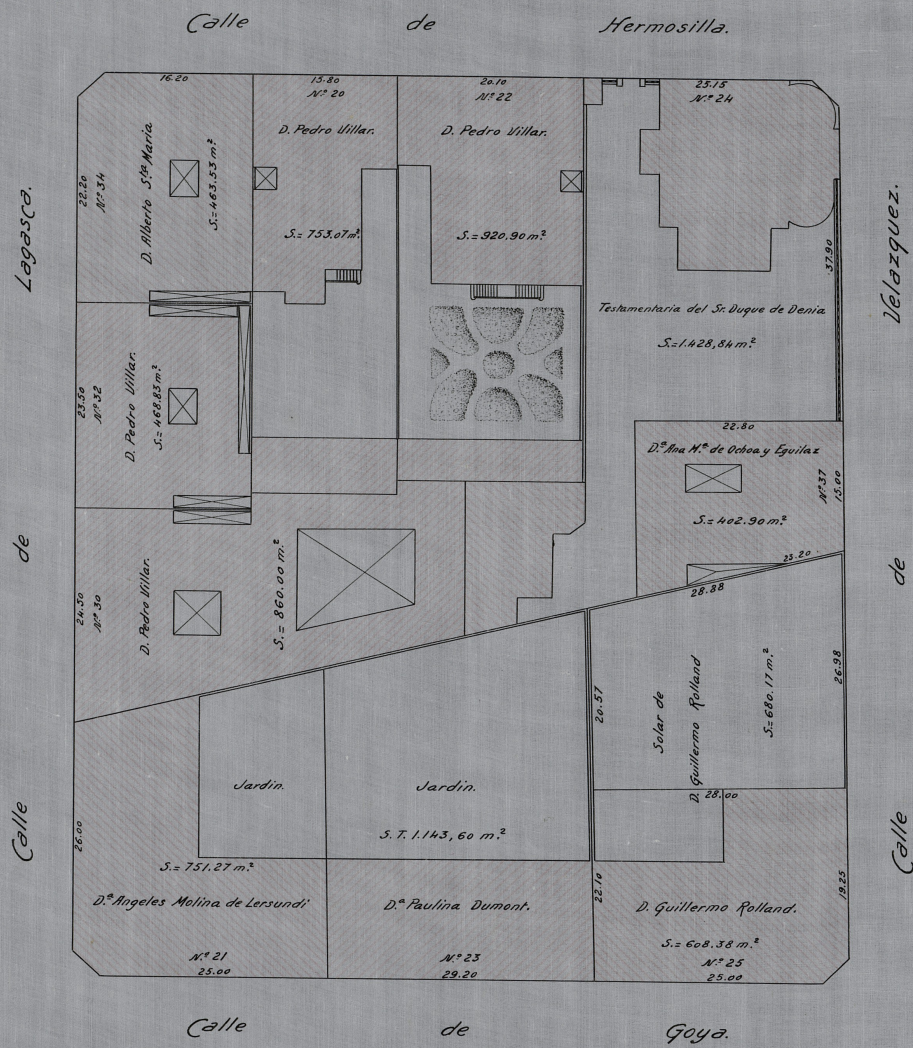 Calle de Hermosilla.
16.20
15.80
Nº 20
D. Pedro Villar.
S.= 753.07 m.²
20.10
Nº 22
D. Pedro Villar.
S.= 920.90 m.²
25.15
Nº 24
Testamentaria del Sr. Duque de Denia
S.= 1.428,84 m.²
37.90
22.20
Nº 34
D. Alberto Sta Maria
S.= 463.53 m.²
23.50
Nº 32
D. Pedro Villar.
S.= 468.83 m.²
24.50
Nº 30
D. Pedro Villar.
S.= 860.00 m.²
22.80
D.ª Ana M.ª de Ochoa y Eguilaz
Nº 37
15.00
S.= 402.90 m.²
23.20
28.88
20.57
Solar de
D. Guillermo Rolland
S.= 680.17 m.²
26.98
28.00
Jardin.
Jardin.
S. T. 1.143,60 m.²
26.00
S.= 751.27 m.²
D.ª Angeles Molina de Lersundi
Nº 21
25.00
D.ª Paulina Dumont.
Nº 23
29.20
22.10
D. Guillermo Rolland.
S.= 608.38 m.²
Nº 25
25.00
19.25
Calle de Lagasca.
Calle de Velazquez.
Calle de Goya.